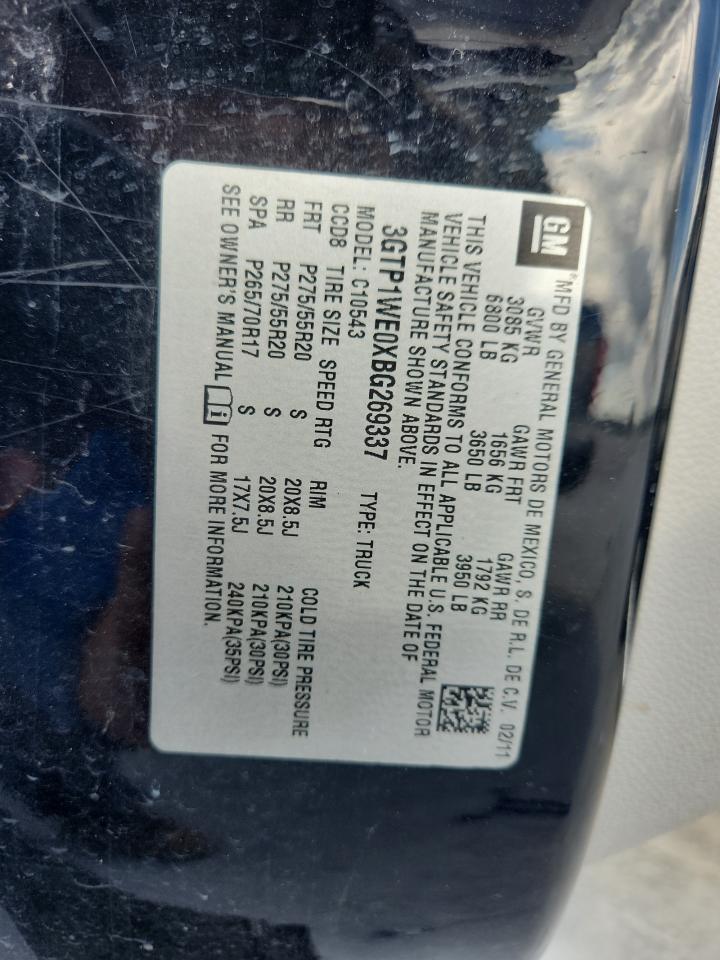 GM
*MFD BY GENERAL MOTORS DE MEXICO, S. DE R.L. DE C.V. 02/11
GVWR GAWR FRT GAWR RR
3085 KG 1656 KG 1792 KG
6800 LB 3650 LB 3950 LB
THIS VEHICLE CONFORMS TO ALL APPLICABLE U.S. FEDERAL MOTOR
VEHICLE SAFETY STANDARDS IN EFFECT ON THE DATE OF
MANUFACTURE SHOWN ABOVE.
3GTP1WE0XBG269337 TYPE: TRUCK
MODEL: C10543
CCD8 TIRE SIZE SPEED RTG RIM COLD TIRE PRESSURE
FRT P275/55R20 S 20X8.5J 210KPA(30PSI)
RR P275/55R20 S 20X8.5J 210KPA(30PSI)
SPA P265/70R17 S 17X7.5J 240KPA(35PSI)
SEE OWNER'S MANUAL i FOR MORE INFORMATION.